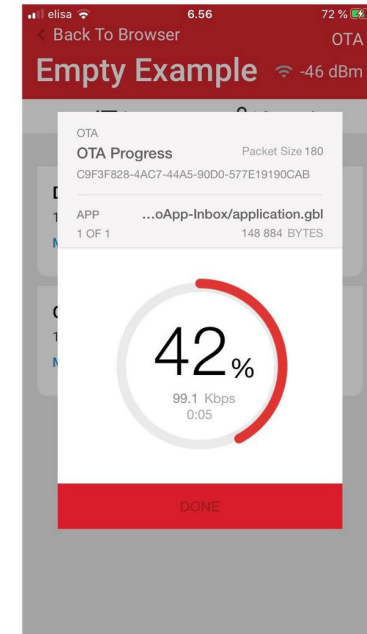 elisa 6.56 72 %
Back To Browser OTA
Empty Example -46 dBm
OTA
OTA Progress Packet Size 180
C9F3F828-4AC7-44A5-90D0-577E19190CAB
APP ...oApp-Inbox/application.gbl
1 OF 1 148 884 BYTES
42%
99.1 Kbps
0:05
DONE